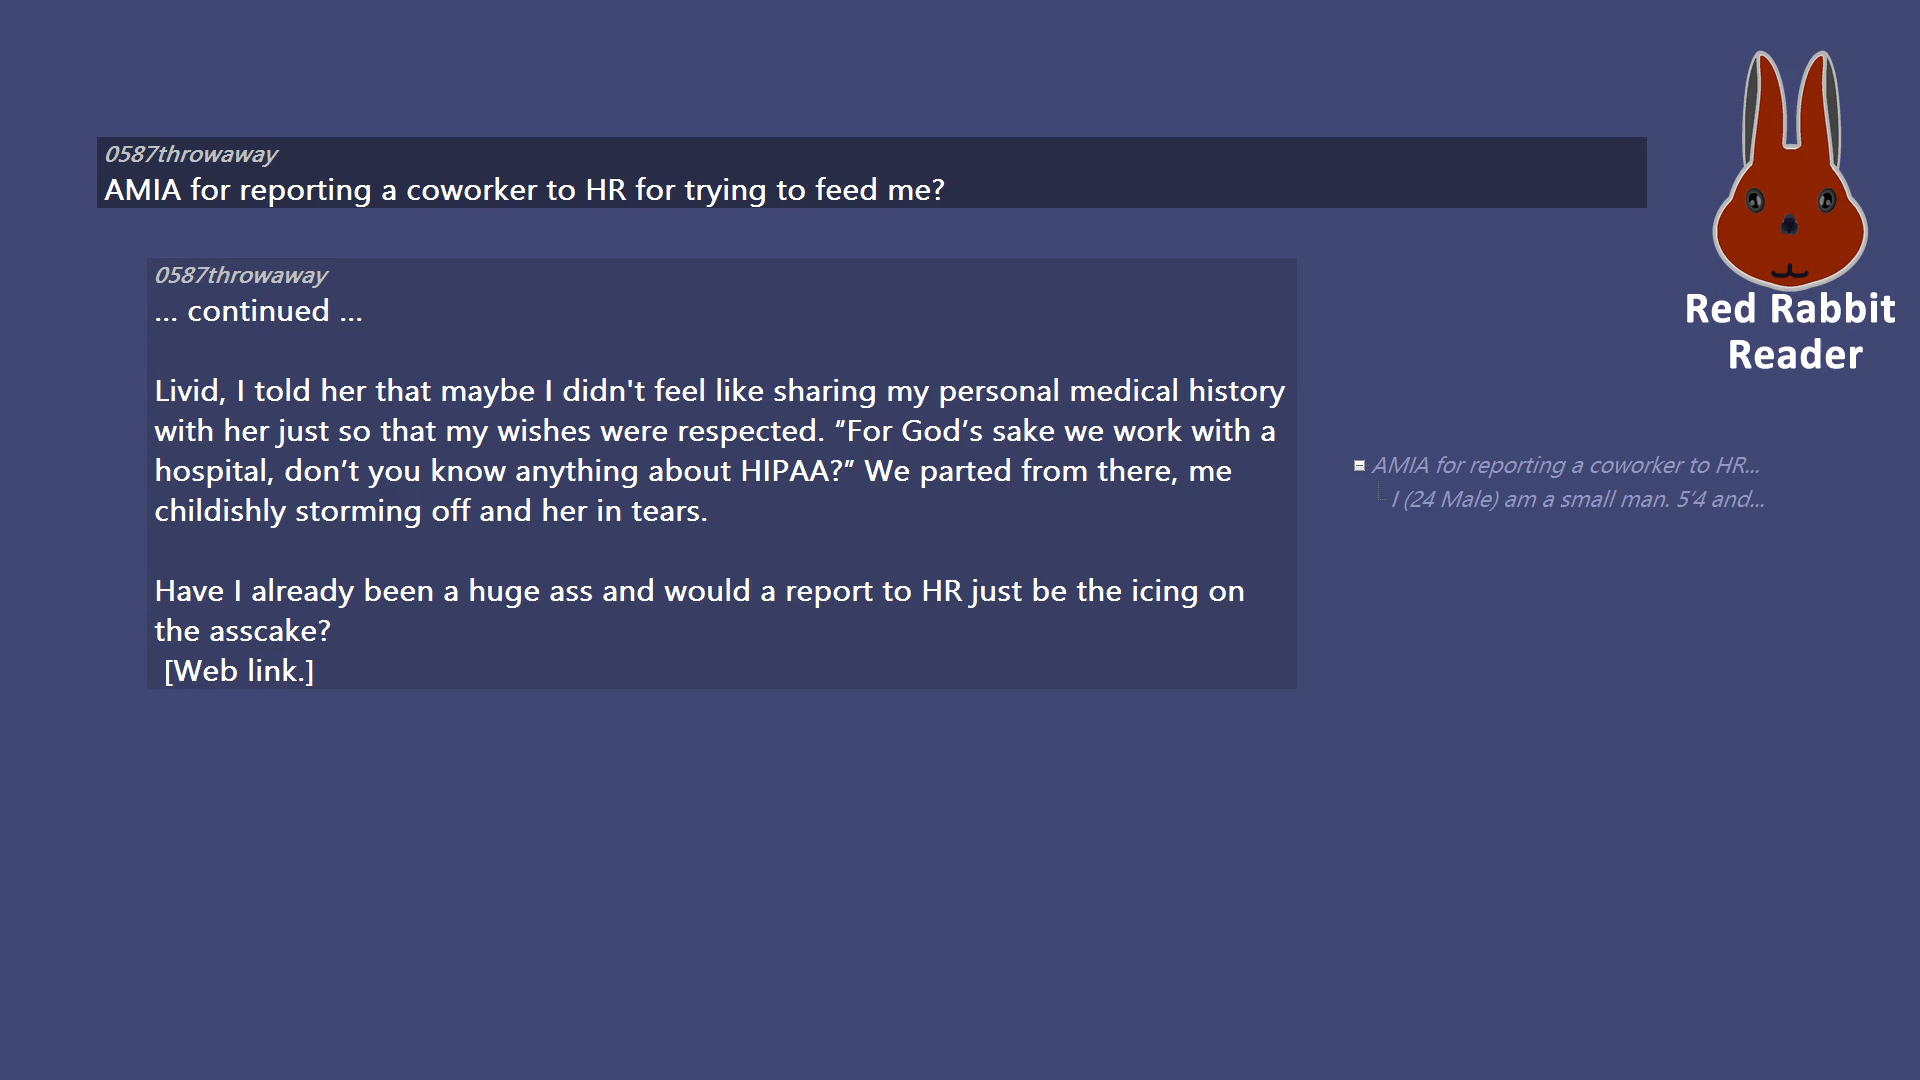 0587throwaway
AMIA for reporting a coworker to HR for trying to feed me?
0587throwaway
... continued ...
Livid, I told her that maybe I didn't feel like sharing my personal medical history
with her just so that my wishes were respected. “For God’s sake we work with a
hospital, don’t you know anything about HIPAA?” We parted from there, me
childishly storming off and her in tears.
Have I already been a huge ass and would a report to HR just be the icing on
the asscake?
[Web link.]
Red Rabbit
Reader
AMIA for reporting a coworker to HR...
I (24 Male) am a small man. 5’4 and...